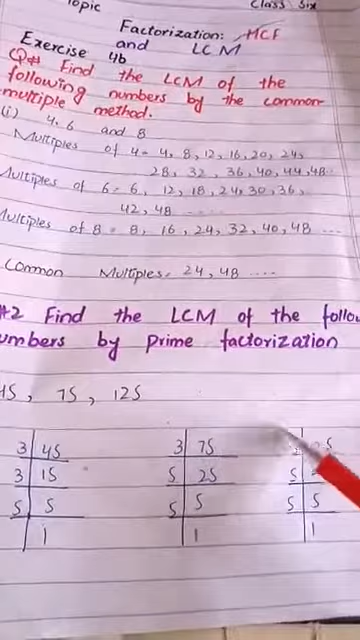 Topic
Class Six
Factorization: HCF
and LCM
Exercise 4b
Q#1 Find the LCM of the
following numbers by the common
multiple method.
(i) 4, 6 and 8
Multiples of 4 = 4, 8, 12, 16, 20, 24,
28, 32, 36, 40, 44, 48
Multiples of 6 = 6, 12, 18, 24, 30, 36,
42, 48 ....
Multiples of 8 = 8, 16, 24, 32, 40, 48 ...
Common Multiples = 24, 48 ....
#2 Find the LCM of the
numbers by prime factorization
45, 75, 125
3 45 3 75
3 15 5 25 5
5 5 5 5 5 5
1 1 1